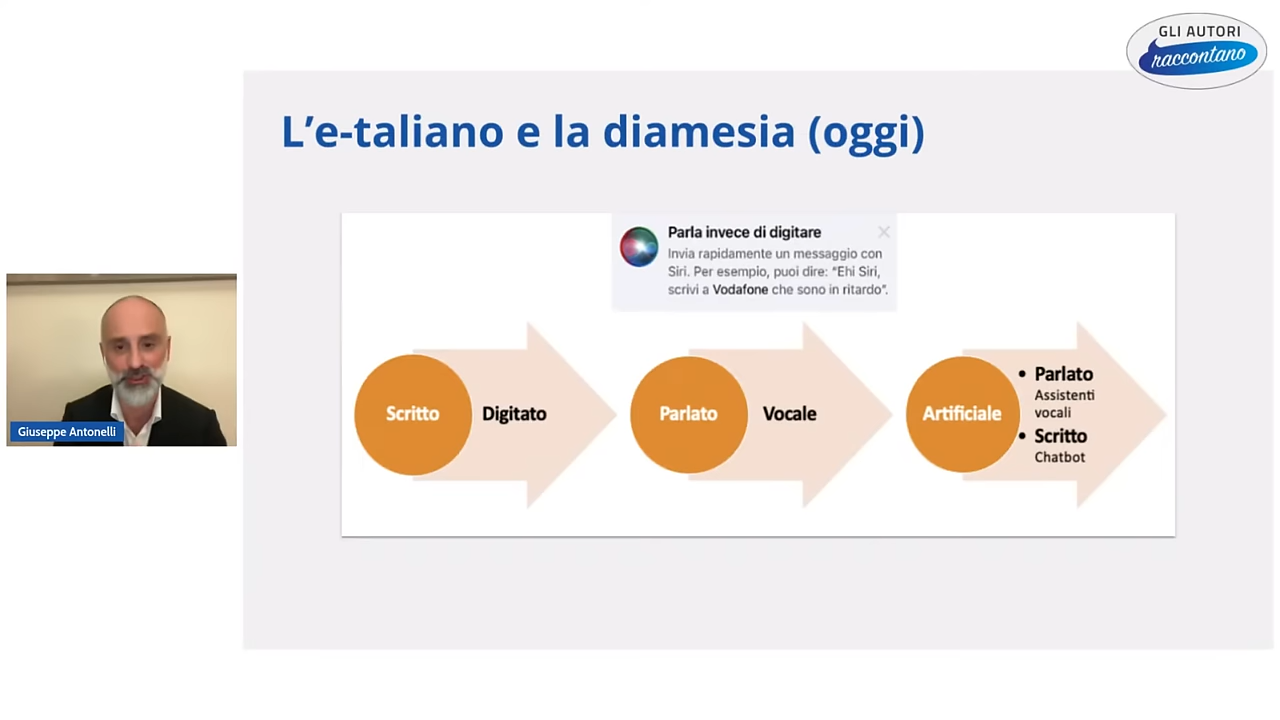 GLI AUTORI
raccontano
L’e-taliano e la diamesia (oggi)
Parla invece di digitare
Invia rapidamente un messaggio con
Siri. Per esempio, puoi dire: “Ehi Siri,
scrivi a Vodafone che sono in ritardo”.
Scritto
Digitato
Parlato
Vocale
Artificiale
• Parlato
Assistenti
vocali
• Scritto
Chatbot
Giuseppe Antonelli